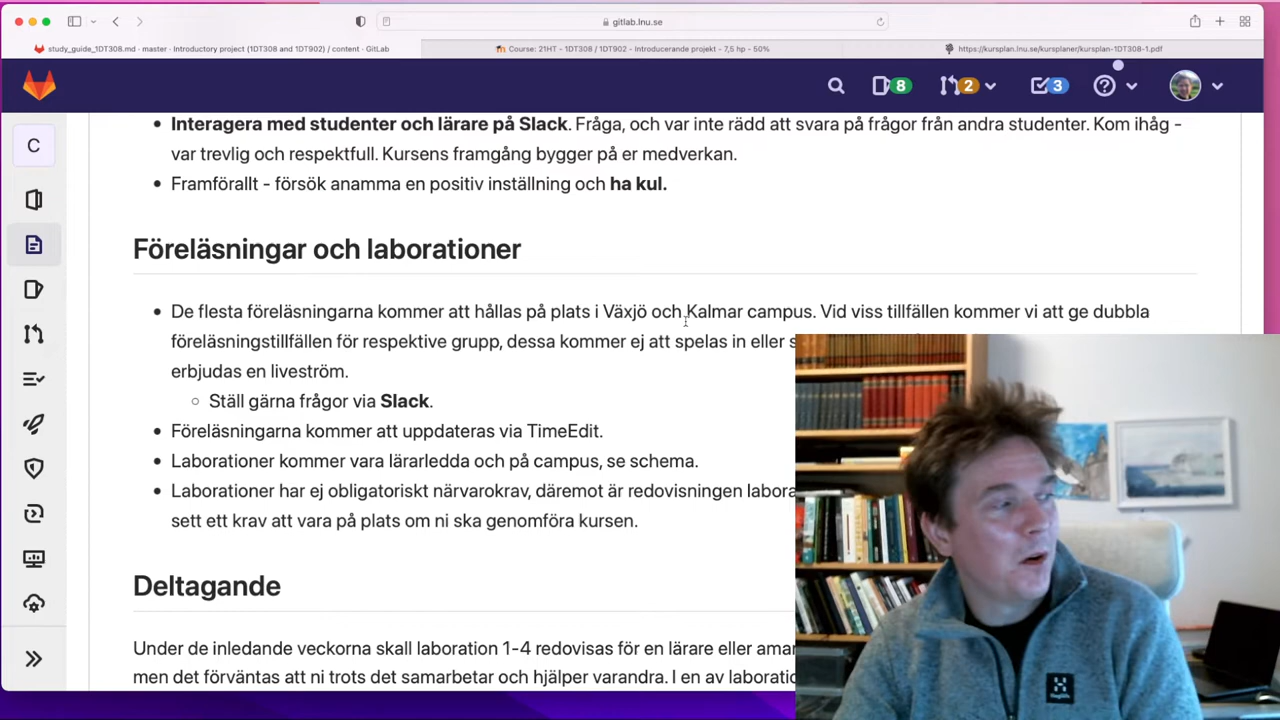 gitlab.lnu.se
study_guide_1DT308.md · master · Introductory project (1DT308 and 1DT902) / content · GitLab
Course: 21HT - 1DT308 / 1DT902 - Introducerande projekt - 7,5 hp - 50%
https://kursplan.lnu.se/kursplaner/kursplan-1DT308-1.pdf
8
2
3
C
Interagera med studenter och lärare på Slack. Fråga, och var inte rädd att svara på frågor från andra studenter. Kom ihåg -
var trevlig och respektfull. Kursens framgång bygger på er medverkan.
Framförallt - försök anamma en positiv inställning och ha kul.
Föreläsningar och laborationer
De flesta föreläsningarna kommer att hållas på plats i Växjö och Kalmar campus. Vid viss tillfällen kommer vi att ge dubbla
föreläsningstillfällen för respektive grupp, dessa kommer ej att spelas in eller
erbjudas en liveström.
Ställ gärna frågor via Slack.
Föreläsningarna kommer att uppdateras via TimeEdit.
Laborationer kommer vara lärarledda och på campus, se schema.
Laborationer har ej obligatoriskt närvarokrav, däremot är redovisningen
sett ett krav att vara på plats om ni ska genomföra kursen.
Deltagande
Under de inledande veckorna skall laboration 1-4 redovisas för en lärare eller
men det förväntas att ni trots det samarbetar och hjälper varandra. I en av